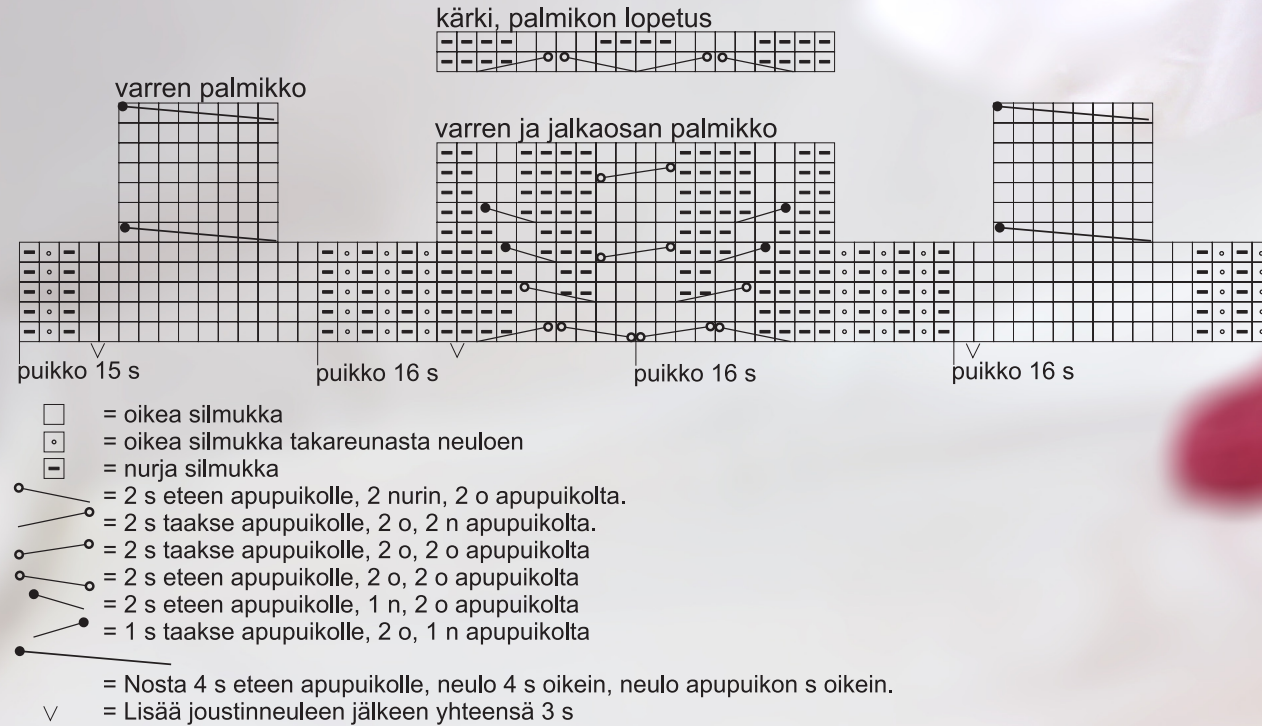 kärki, palmikon lopetus
varren palmikko
varren ja jalkaosan palmikko
puikko 15 s
puikko 16 s
puikko 16 s
puikko 16 s
= oikea silmukka
= oikea silmukka takareunasta neuloen
= nurja silmukka
= 2 s eteen apupuikolle, 2 nurin, 2 o apupuikolta.
= 2 s taakse apupuikolle, 2 o, 2 n apupuikolta.
= 2 s taakse apupuikolle, 2 o, 2 o apupuikolta
= 2 s eteen apupuikolle, 2 o, 2 o apupuikolta
= 2 s eteen apupuikolle, 1 n, 2 o apupuikolta
= 1 s taakse apupuikolle, 2 o, 1 n apupuikolta
= Nosta 4 s eteen apupuikolle, neulo 4 s oikein, neulo apupuikon s oikein.
= Lisää joustinneuleen jälkeen yhteensä 3 s